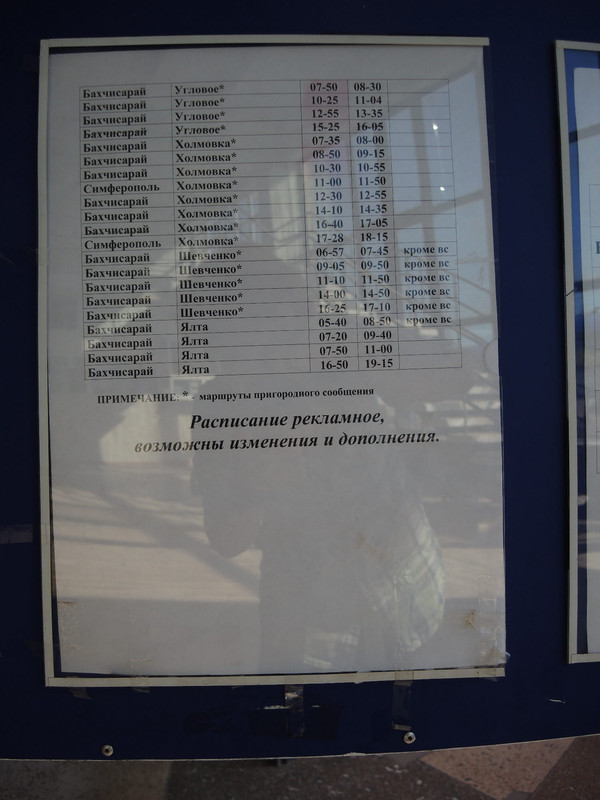 Бахчисарай Угловое* 07-50 08-30
Бахчисарай Угловое* 10-25 11-04
Бахчисарай Угловое* 12-55 13-35
Бахчисарай Угловое* 15-25 16-05
Бахчисарай Холмовка* 07-35 08-00
Бахчисарай Холмовка* 08-50 09-15
Бахчисарай Холмовка* 10-30 10-55
Симферополь Холмовка* 11-00 11-50
Бахчисарай Холмовка* 12-30 12-55
Бахчисарай Холмовка* 14-10 14-35
Бахчисарай Холмовка* 16-40 17-05
Симферополь Холмовка* 17-28 18-15
Бахчисарай Шевченко* 06-57 07-45 кроме вс
Бахчисарай Шевченко* 09-05 09-50 кроме вс
Бахчисарай Шевченко* 11-10 11-50 кроме вс
Бахчисарай Шевченко* 14-00 14-50 кроме вс
Бахчисарай Шевченко* 16-25 17-10 кроме вс
Бахчисарай Ялта 05-40 08-50 кроме вс
Бахчисарай Ялта 07-20 09-40
Бахчисарай Ялта 07-50 11-00
Бахчисарай Ялта 16-50 19-15
ПРИМЕЧАНИЕ: * маршруты пригородного сообщения
Расписание рекламное,
возможны изменения и дополнения.